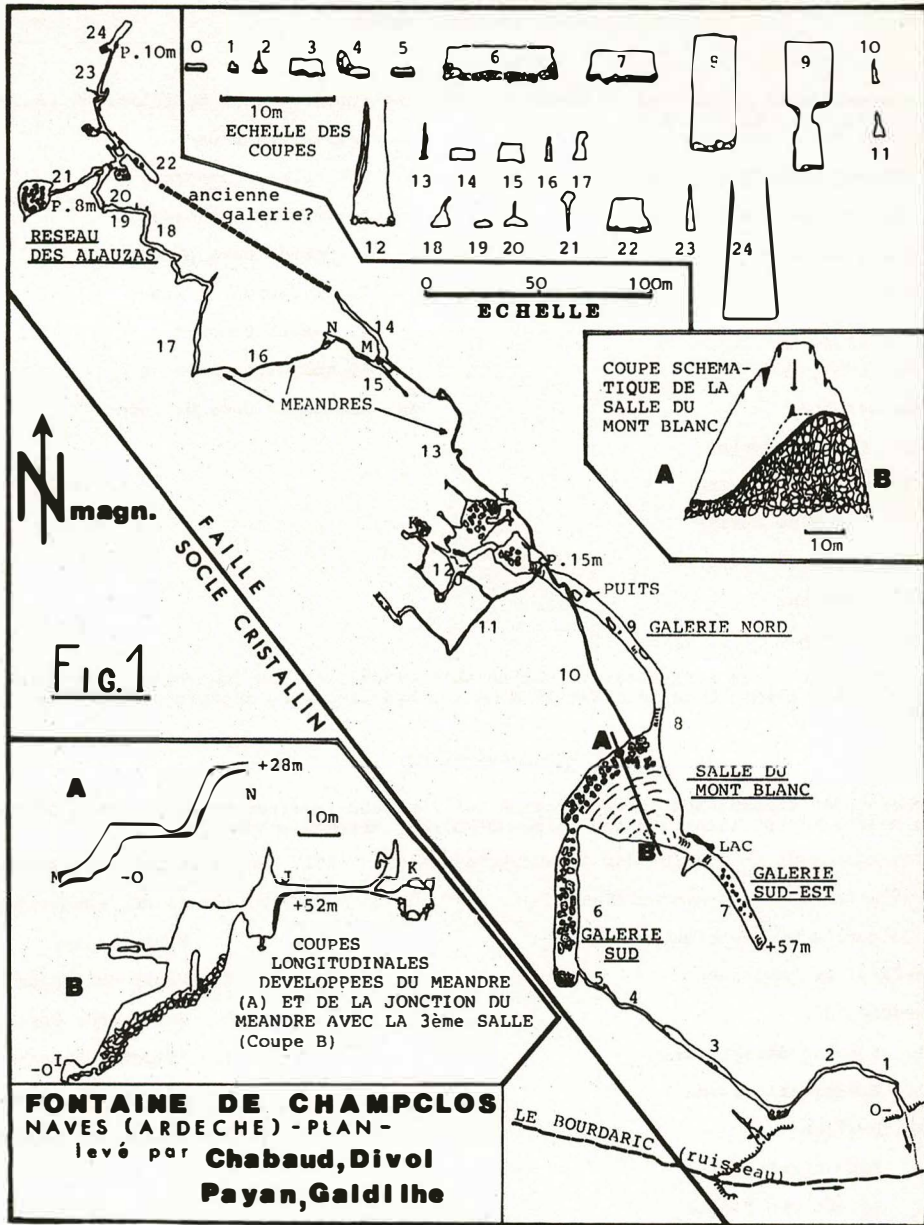 24
P.10m
23
22
21
P.8m
20
19
18
RESEAU
DES ALAUZAS
ancienne
galerie?
17
16
N
M
14
15
MEANDRES
13
0 1 2 3 4 5 6 7 9 9 10
10m
ECHELLE DES
COUPES
11
12 13 14 15 16 17
18 19 20 21 22 23 24
0 50 100m
ECHELLE
COUPE SCHEMA-
TIQUE DE LA
SALLE DU
MONT BLANC
A B
10m
N magn.
FAILLE
SOCLE CRISTALLIN
I
J
K
12
P.15m
PUITS
11
9
GALERIE NORD
10
8
A
SALLE DU
MONT BLANC
B
LAC
GALERIE
SUD-EST
7
+57m
6
GALERIE
SUD
5
4
3
2
1
0-
LE BOURDARIC (ruisseau)
FIG.1
A
+28m
N
10m
M
-0
J
K
+52m
B
-0 I
COUPES
LONGITUDINALES
DEVELOPPEES DU MEANDRE
(A) ET DE LA JONCTION DU
MEANDRE AVEC LA 3ème SALLE
(Coupe B)
FONTAINE DE CHAMPCLOS
NAVES (ARDECHE) -PLAN-
levé par Chabaud, Divol
Payan, Galdilhe